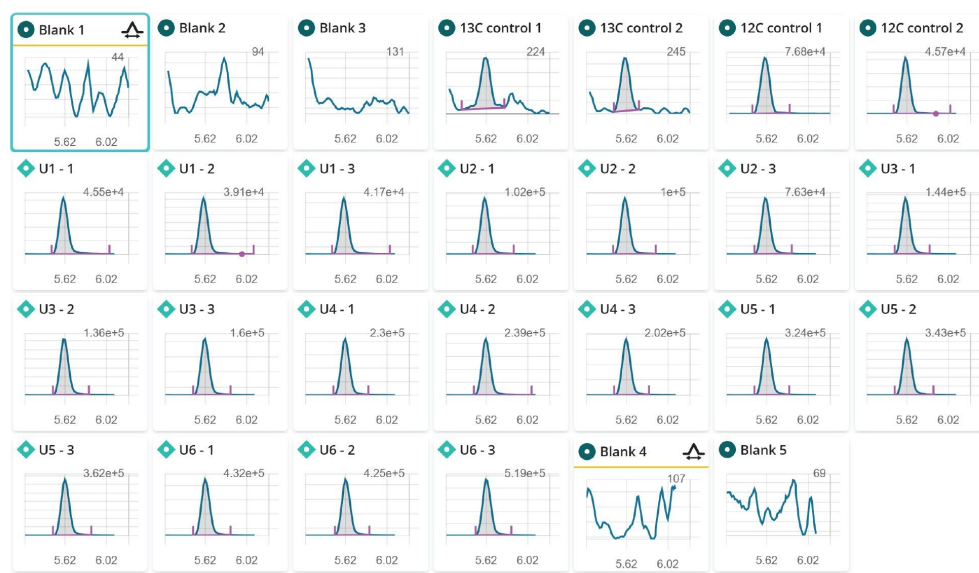 Blank 1 Blank 2 Blank 3 13C control 1 13C control 2 12C control 1 12C control 2
44 94 131 224 245 7.68e+4 4.57e+4
5.62 6.02 5.62 6.02 5.62 6.02 5.62 6.02 5.62 6.02 5.62 6.02 5.62 6.02
U1 - 1 U1 - 2 U1 - 3 U2 - 1 U2 - 2 U2 - 3 U3 - 1
4.55e+4 3.91e+4 4.17e+4 1.02e+5 1e+5 7.63e+4 1.44e+5
5.62 6.02 5.62 6.02 5.62 6.02 5.62 6.02 5.62 6.02 5.62 6.02 5.62 6.02
U3 - 2 U3 - 3 U4 - 1 U4 - 2 U4 - 3 U5 - 1 U5 - 2
1.36e+5 1.6e+5 2.3e+5 2.39e+5 2.02e+5 3.24e+5 3.43e+5
5.62 6.02 5.62 6.02 5.62 6.02 5.62 6.02 5.62 6.02 5.62 6.02 5.62 6.02
U5 - 3 U6 - 1 U6 - 2 U6 - 3 Blank 4 Blank 5
3.62e+5 4.32e+5 4.25e+5 5.19e+5 107 69
5.62 6.02 5.62 6.02 5.62 6.02 5.62 6.02 5.62 6.02 5.62 6.02